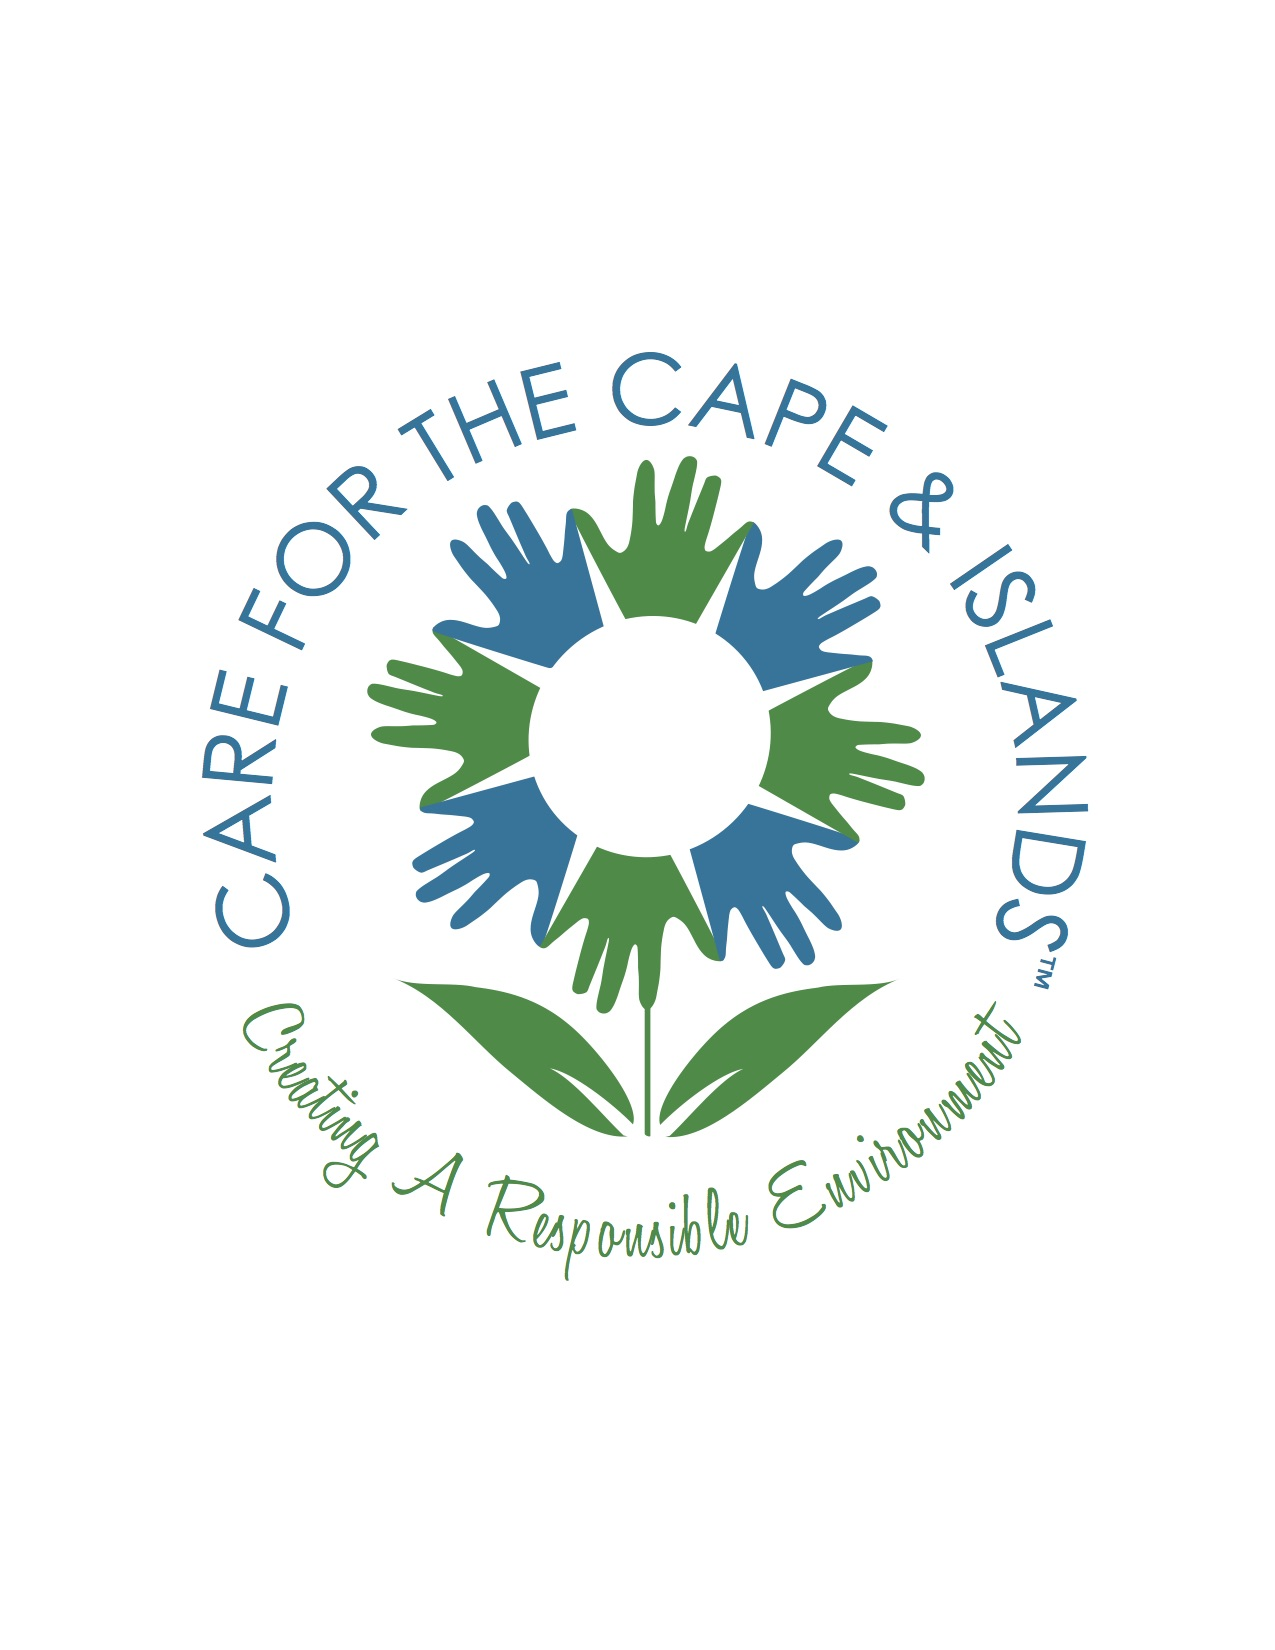 CARE FOR THE CAPE & ISLANDS™
Creating A Responsible Environment